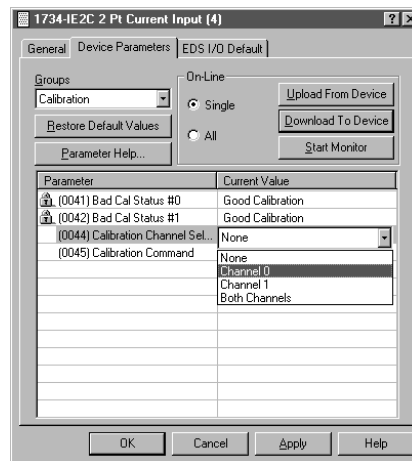 1734-IE2C 2 Pt Current Input (4)
General Device Parameters EDS I/O Default
Groups
Calibration
Restore Default Values
Parameter Help...
On-Line
Single
All
Upload From Device
Download To Device
Start Monitor
Parameter Current Value
(0041) Bad Cal Status #0 Good Calibration
(0042) Bad Cal Status #1 Good Calibration
(0044) Calibration Channel Sel... None
(0045) Calibration Command None
Channel 0
Channel 1
Both Channels
OK Cancel Apply Help